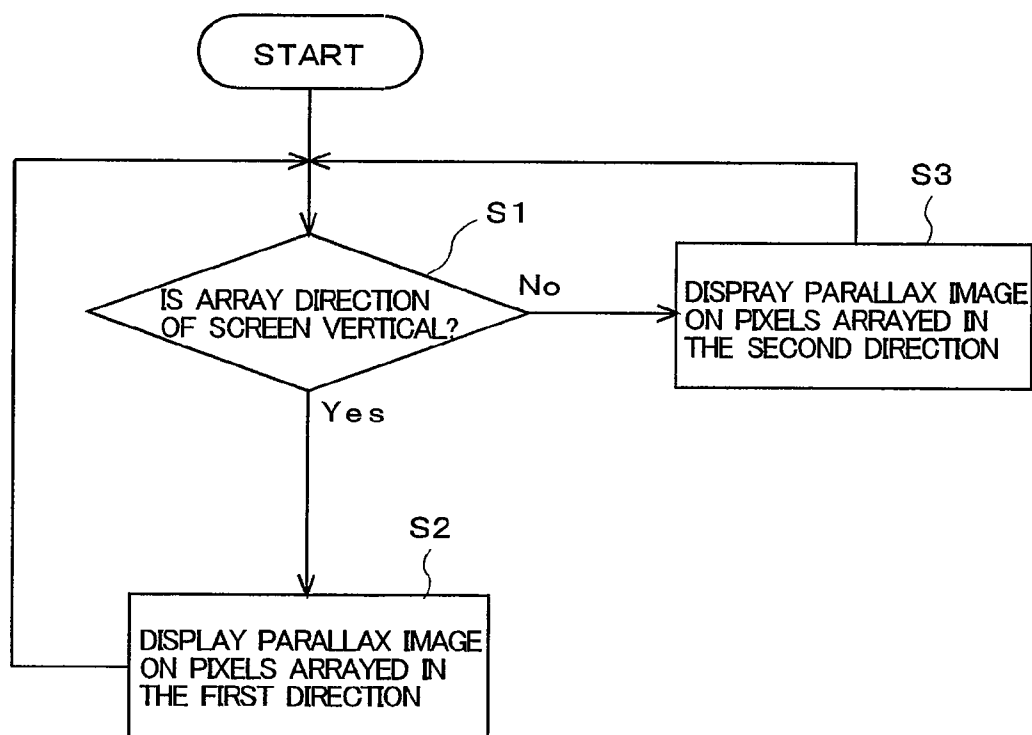 START
S1
IS ARRAY DIRECTION
OF SCREEN VERTICAL?
No
S3
DISPRAY PARALLAX IMAGE
ON PIXELS ARRAYED IN
THE SECOND DIRECTION
Yes
S2
DISPLAY PARALLAX IMAGE
ON PIXELS ARRAYED IN
THE FIRST DIRECTION